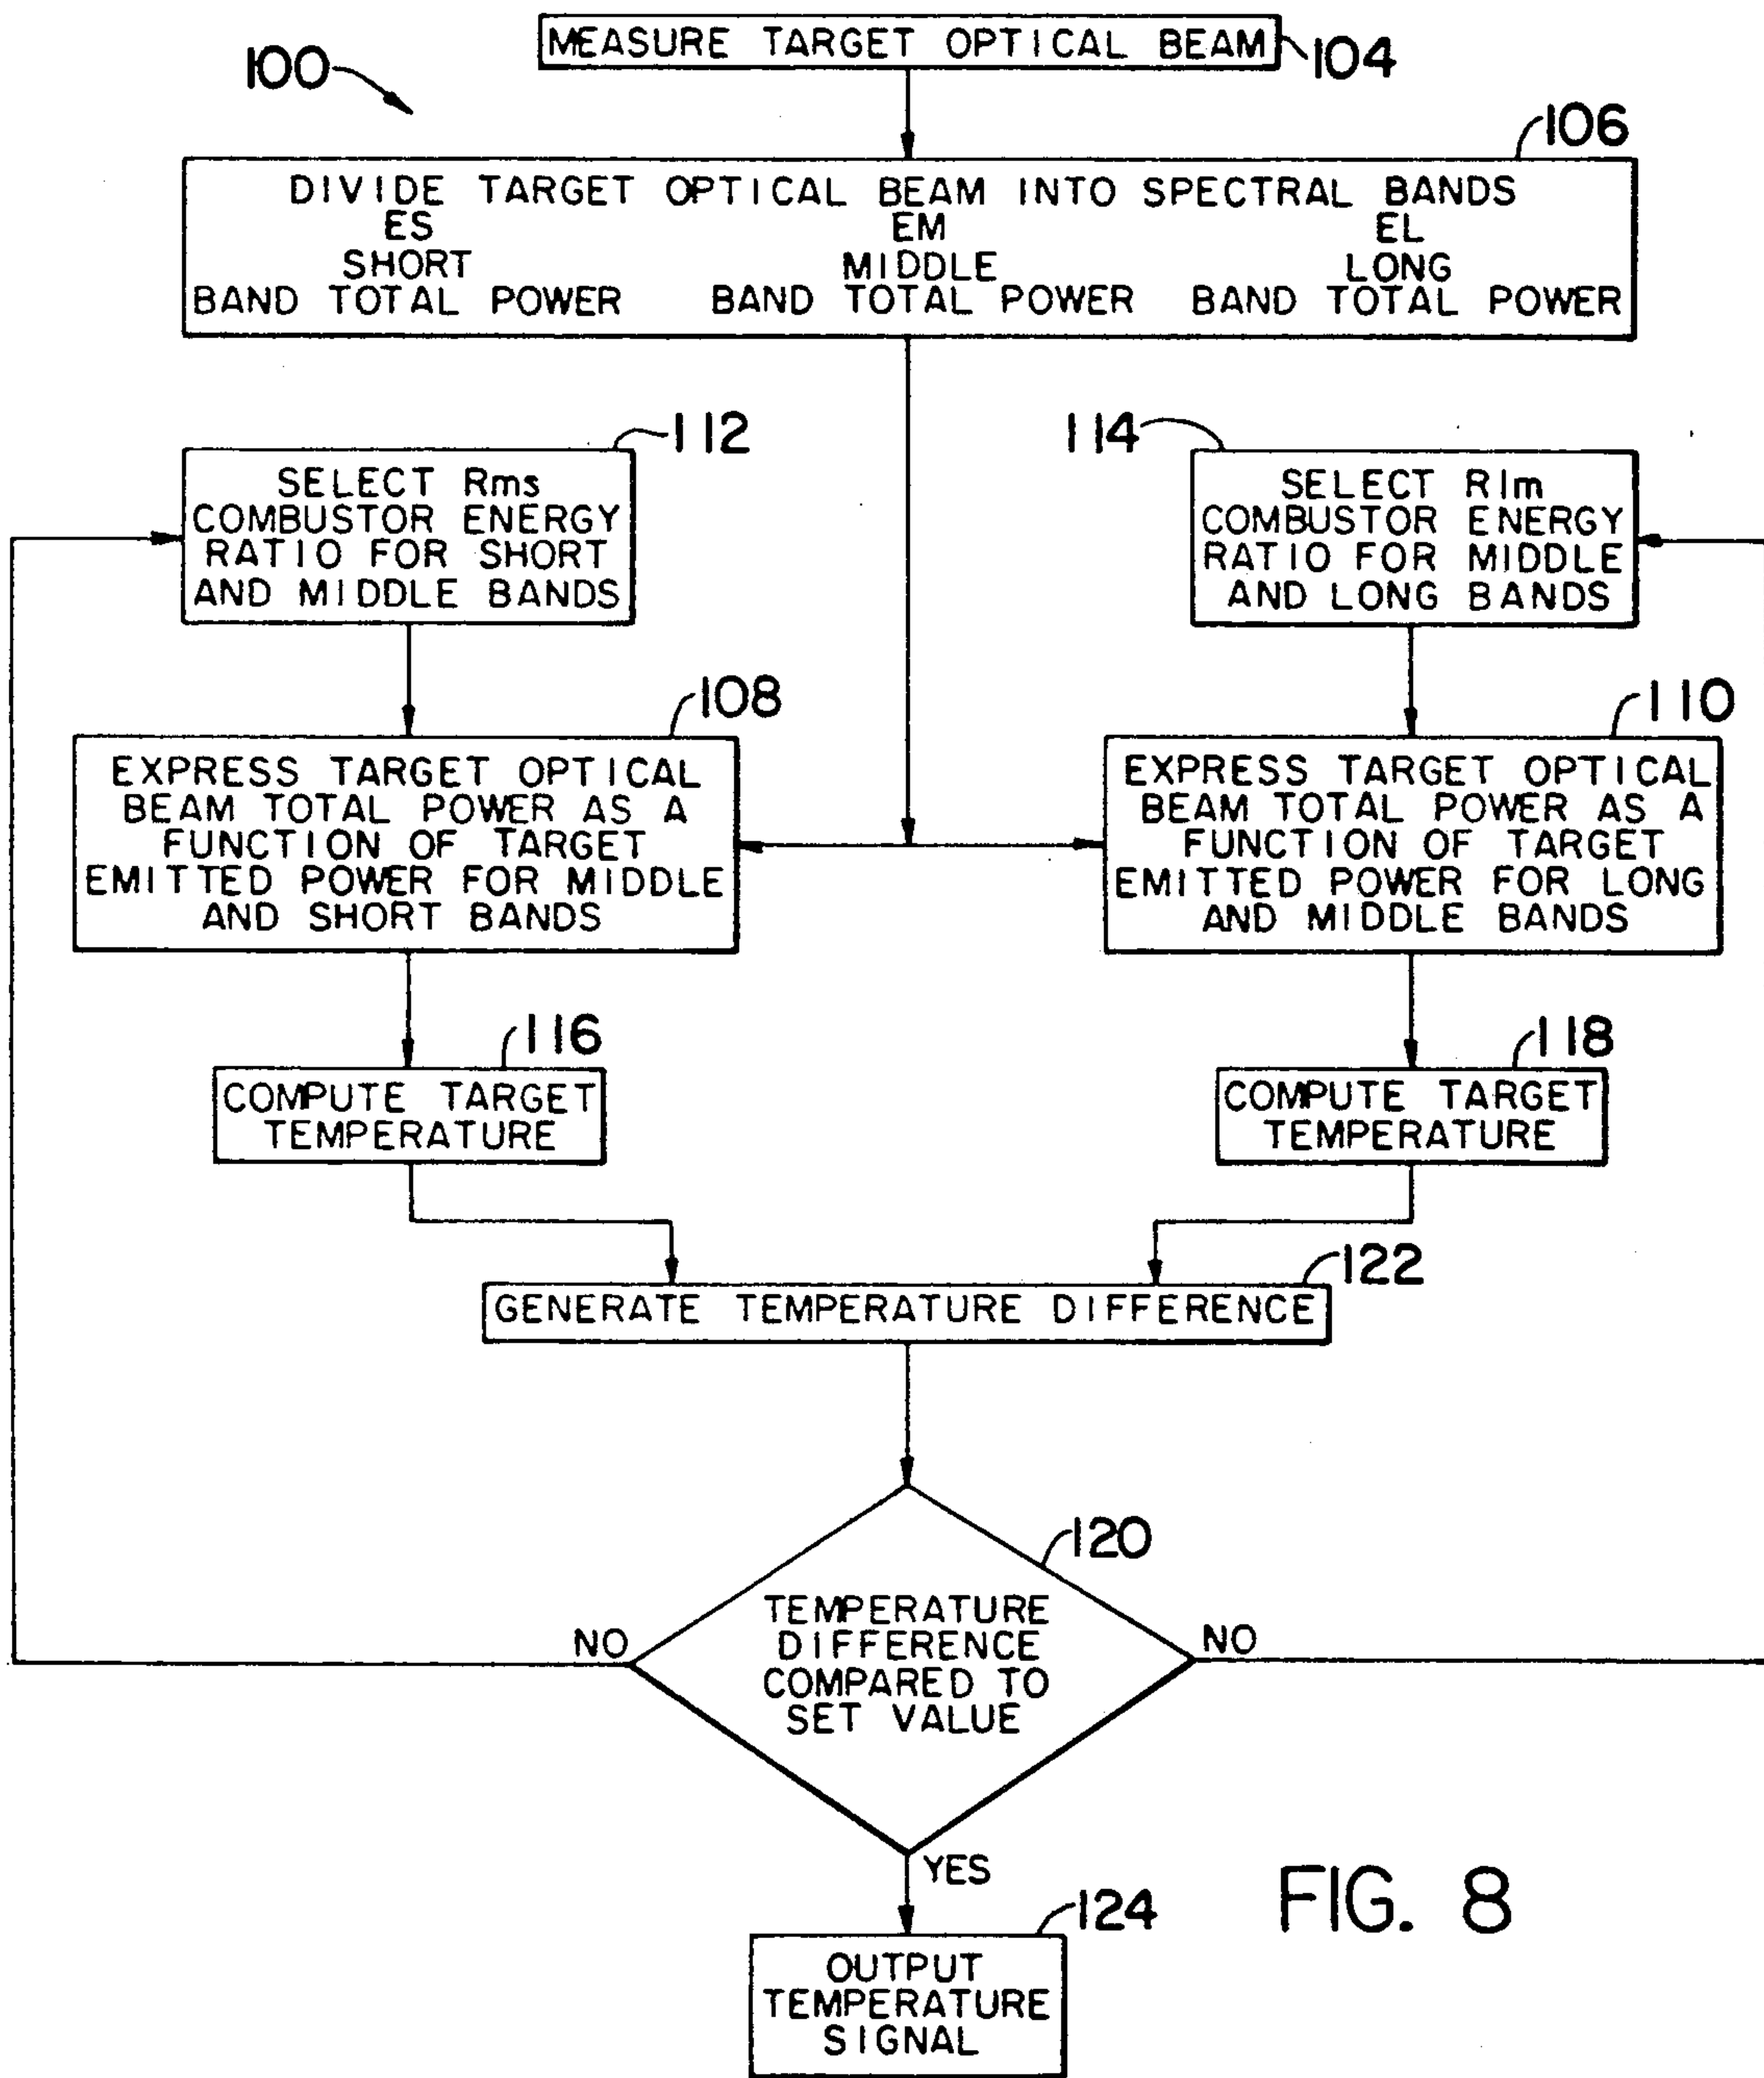 MEASURE TARGET OPTICAL BEAM
104
100
106
DIVIDE TARGET OPTICAL BEAM INTO SPECTRAL BANDS
ES EM EL
SHORT MIDDLE LONG
BAND TOTAL POWER BAND TOTAL POWER BAND TOTAL POWER
112
SELECT Rms
COMBUSTOR ENERGY
RATIO FOR SHORT
AND MIDDLE BANDS
114
SELECT Rlm
COMBUSTOR ENERGY
RATIO FOR MIDDLE
AND LONG BANDS
108
EXPRESS TARGET OPTICAL
BEAM TOTAL POWER AS A
FUNCTION OF TARGET
EMITTED POWER FOR MIDDLE
AND SHORT BANDS
110
EXPRESS TARGET OPTICAL
BEAM TOTAL POWER AS A
FUNCTION OF TARGET
EMITTED POWER FOR LONG
AND MIDDLE BANDS
116
COMPUTE TARGET
TEMPERATURE
118
COMPUTE TARGET
TEMPERATURE
122
GENERATE TEMPERATURE DIFFERENCE
120
TEMPERATURE
DIFFERENCE
COMPARED TO
SET VALUE
NO
NO
YES
124
OUTPUT
TEMPERATURE
SIGNAL
FIG. 8